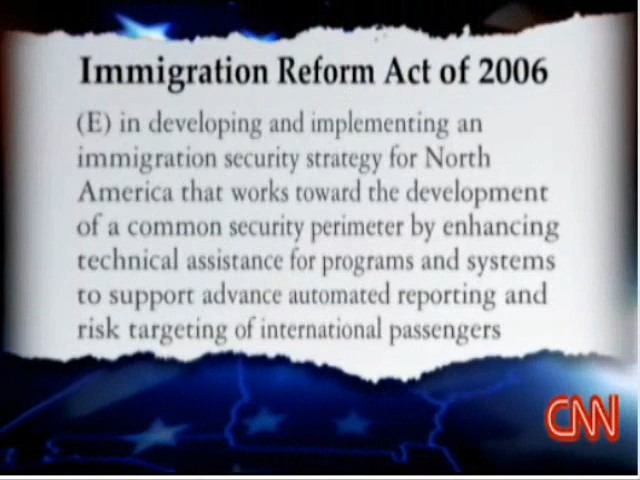 Immigration Reform Act of 2006
(E) in developing and implementing an
immigration security strategy for North
America that works toward the development
of a common security perimeter by enhancing
technical assistance for programs and systems
to support advance automated reporting and
risk targeting of international passengers
CNN